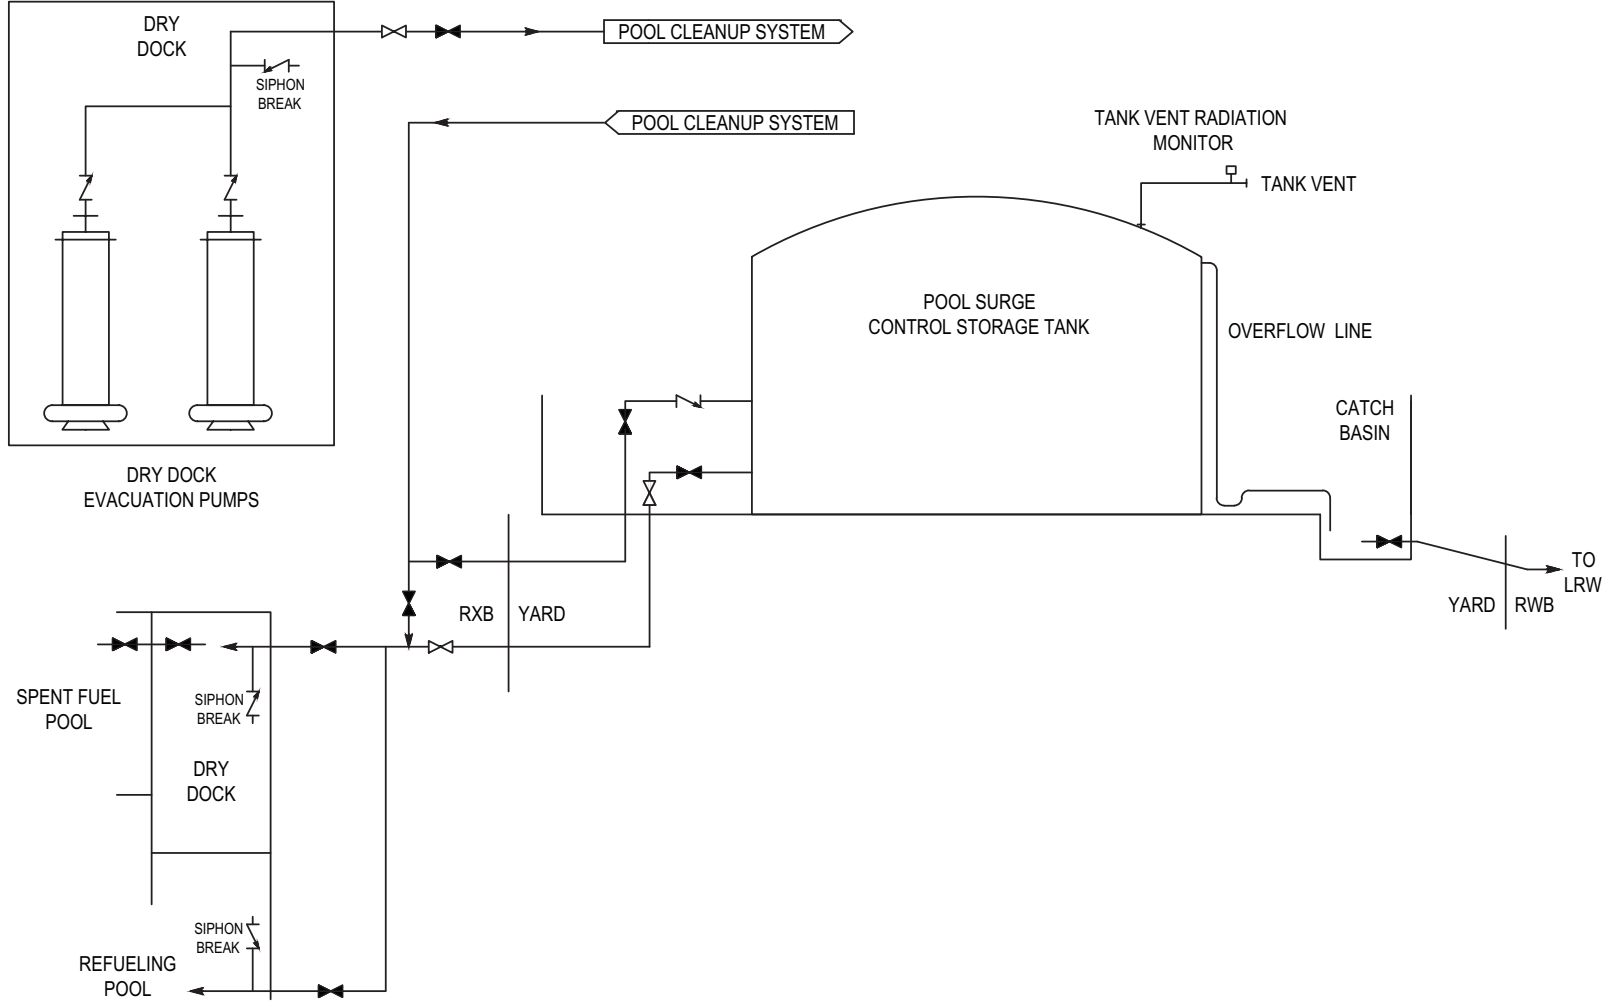 DRY
DOCK
SIPHON
BREAK
POOL CLEANUP SYSTEM
POOL CLEANUP SYSTEM
TANK VENT RADIATION
MONITOR
TANK VENT
POOL SURGE
CONTROL STORAGE TANK
OVERFLOW LINE
CATCH
BASIN
DRY DOCK
EVACUATION PUMPS
TO
LRW
RXB
YARD
YARD
RWB
SPENT FUEL
POOL
SIPHON
BREAK
DRY
DOCK
SIPHON
BREAK
REFUELING
POOL